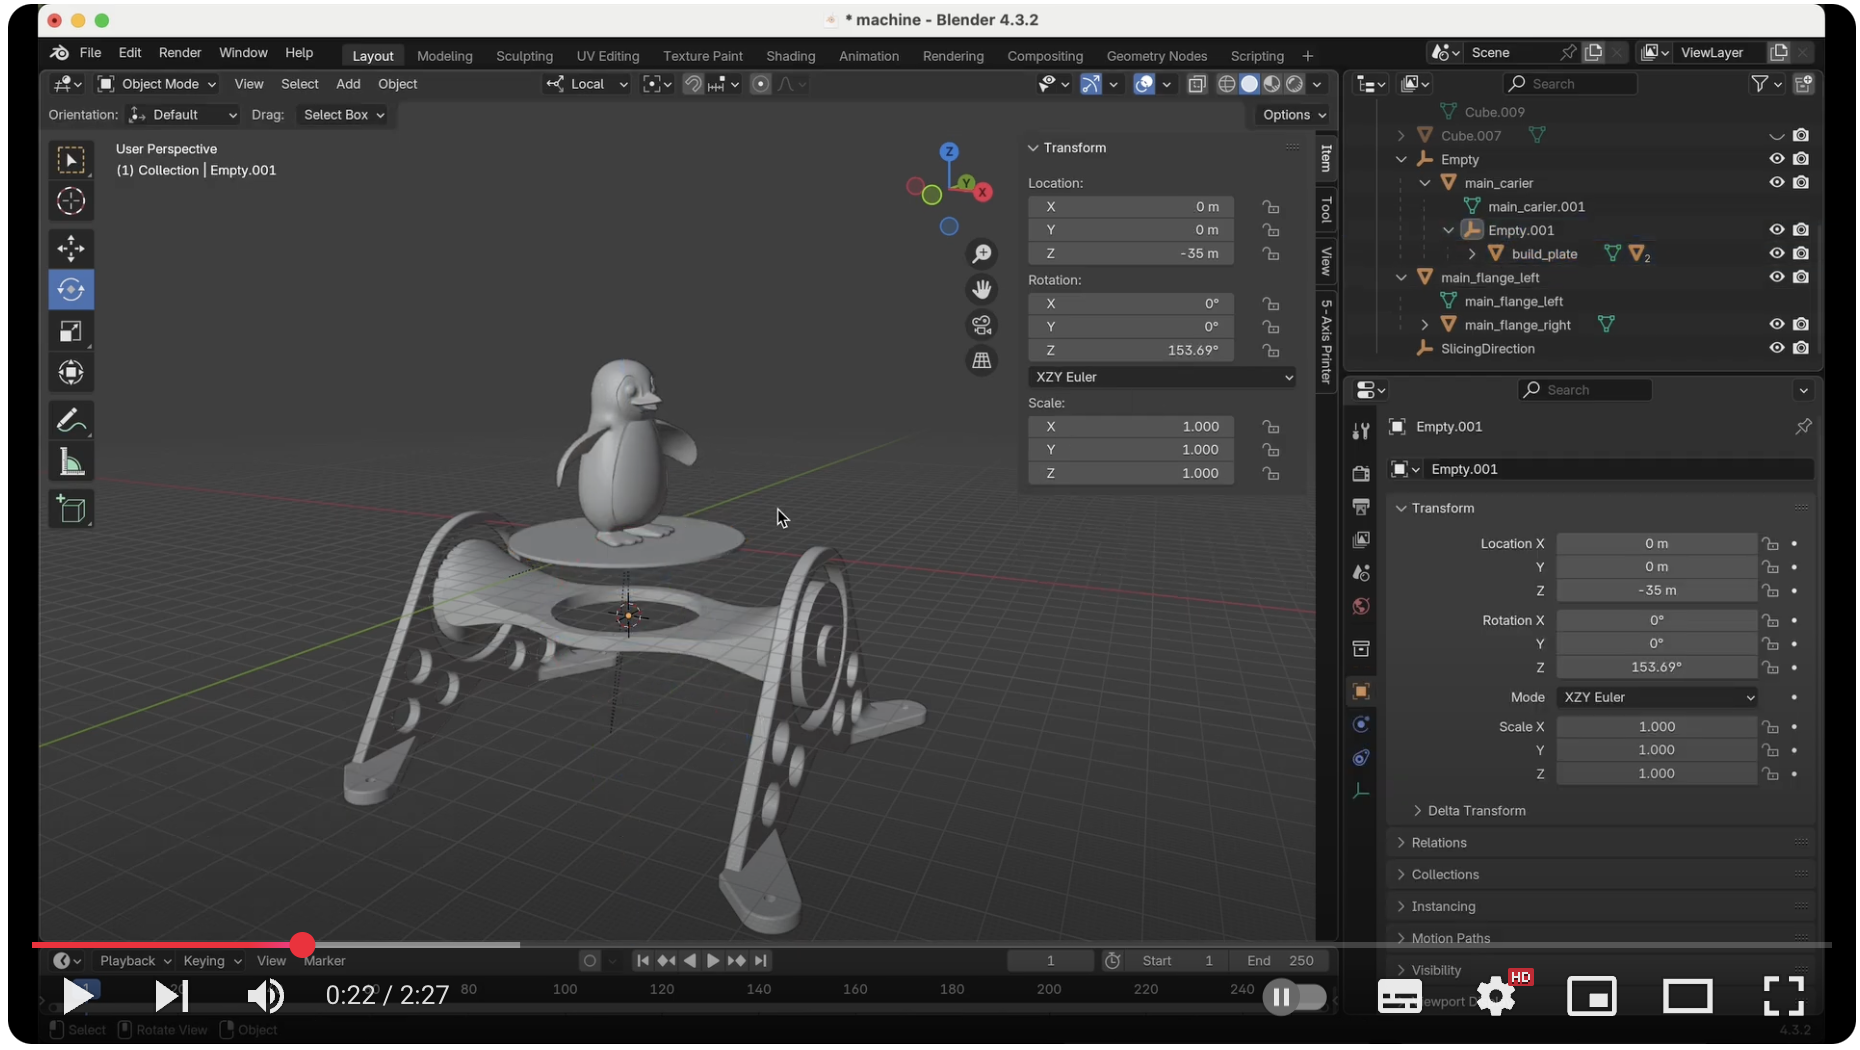 * machine - Blender 4.3.2
File Edit Render Window Help
Layout Modeling Sculpting UV Editing Texture Paint Shading Animation Rendering Compositing Geometry Nodes Scripting +
Scene
ViewLayer
Object Mode View Select Add Object
Local
Search
Orientation: Default Drag: Select Box
Options
User Perspective
(1) Collection | Empty.001
Z
Y
X
Transform
Location:
X 0 m
Y 0 m
Z -35 m
Rotation:
X 0°
Y 0°
Z 153.69°
XZY Euler
Scale:
X 1.000
Y 1.000
Z 1.000
Item
Tool
View
5-Axis Printer
Cube.009
Cube.007
Empty
main_carier
main_carier.001
Empty.001
build_plate 2
main_flange_left
main_flange_left
main_flange_right
SlicingDirection
Search
Empty.001
Empty.001
Transform
Location X 0 m
Y 0 m
Z -35 m
Rotation X 0°
Y 0°
Z 153.69°
Mode XZY Euler
Scale X 1.000
Y 1.000
Z 1.000
Delta Transform
Relations
Collections
Instancing
Motion Paths
Visibility
Playback Keying View Marker
1 Start 1 End 250
1 80 100 120 140 160 180 200 220 240
0:22 / 2:27
HD
Select Rotate View Object
4.3.2